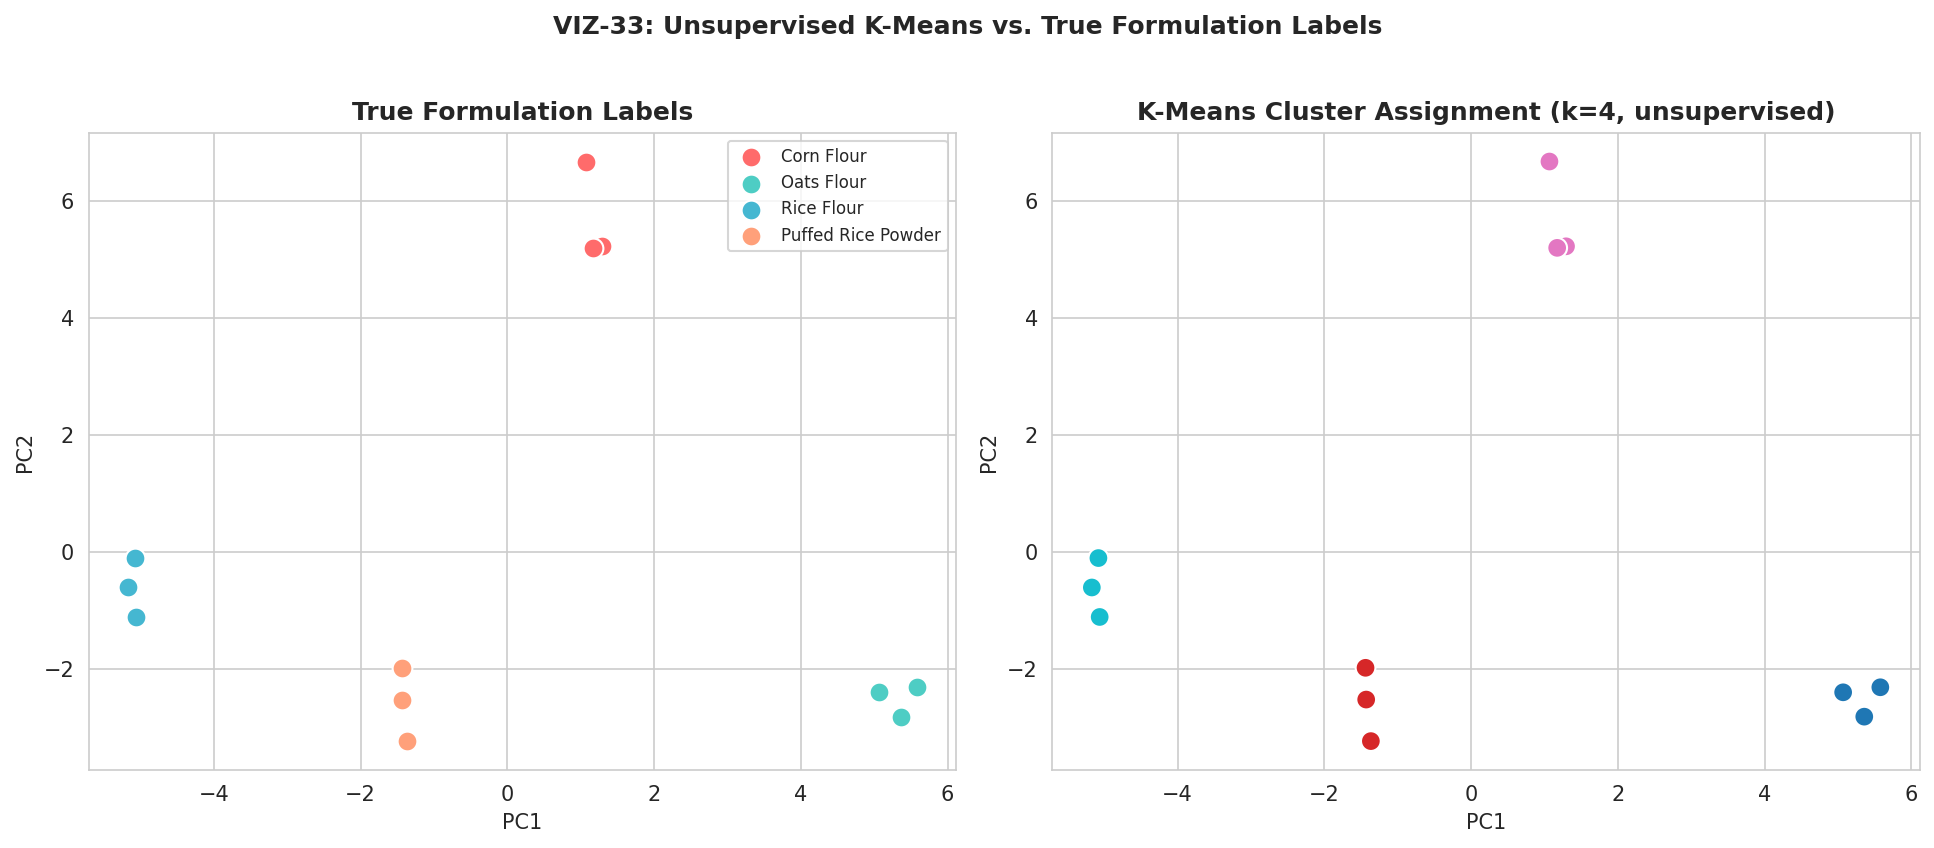 VIZ-33: Unsupervised K-Means vs. True Formulation Labels
True Formulation Labels
Corn Flour
Oats Flour
Rice Flour
Puffed Rice Powder
6
4
2
0
−2
PC2
−4
−2
0
2
4
6
PC1
K-Means Cluster Assignment (k=4, unsupervised)
6
4
2
0
−2
PC2
−4
−2
0
2
4
6
PC1